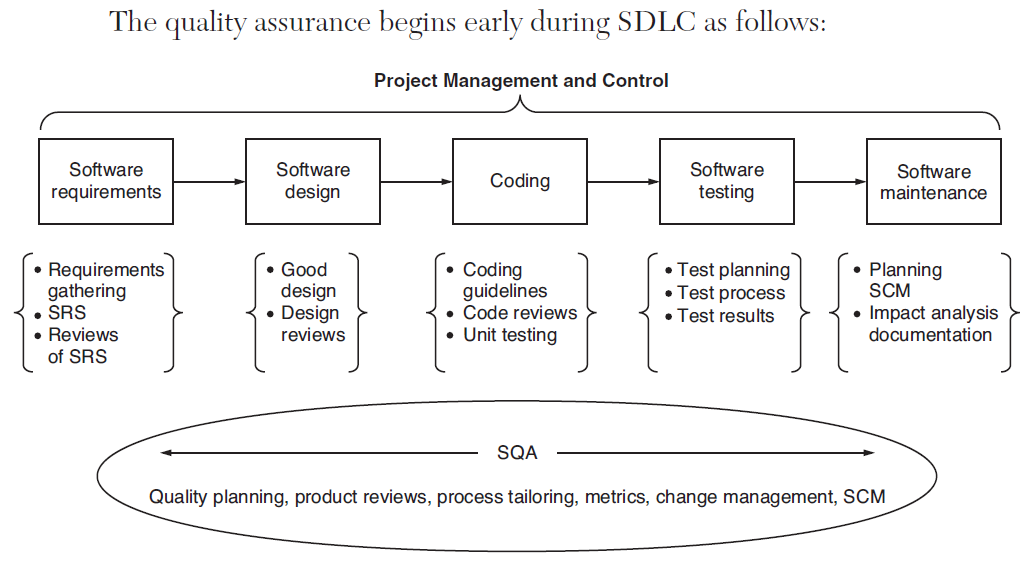 The quality assurance begins early during SDLC as follows:
Project Management and Control
Software
requirements
Software
design
Coding
Software
testing
Software
maintenance
• Requirements
gathering
• SRS
• Reviews
of SRS
• Good
design
• Design
reviews
• Coding
guidelines
• Code reviews
• Unit testing
• Test planning
• Test process
• Test results
• Planning
SCM
• Impact analysis
documentation
SQA
Quality planning, product reviews, process tailoring, metrics, change management, SCM